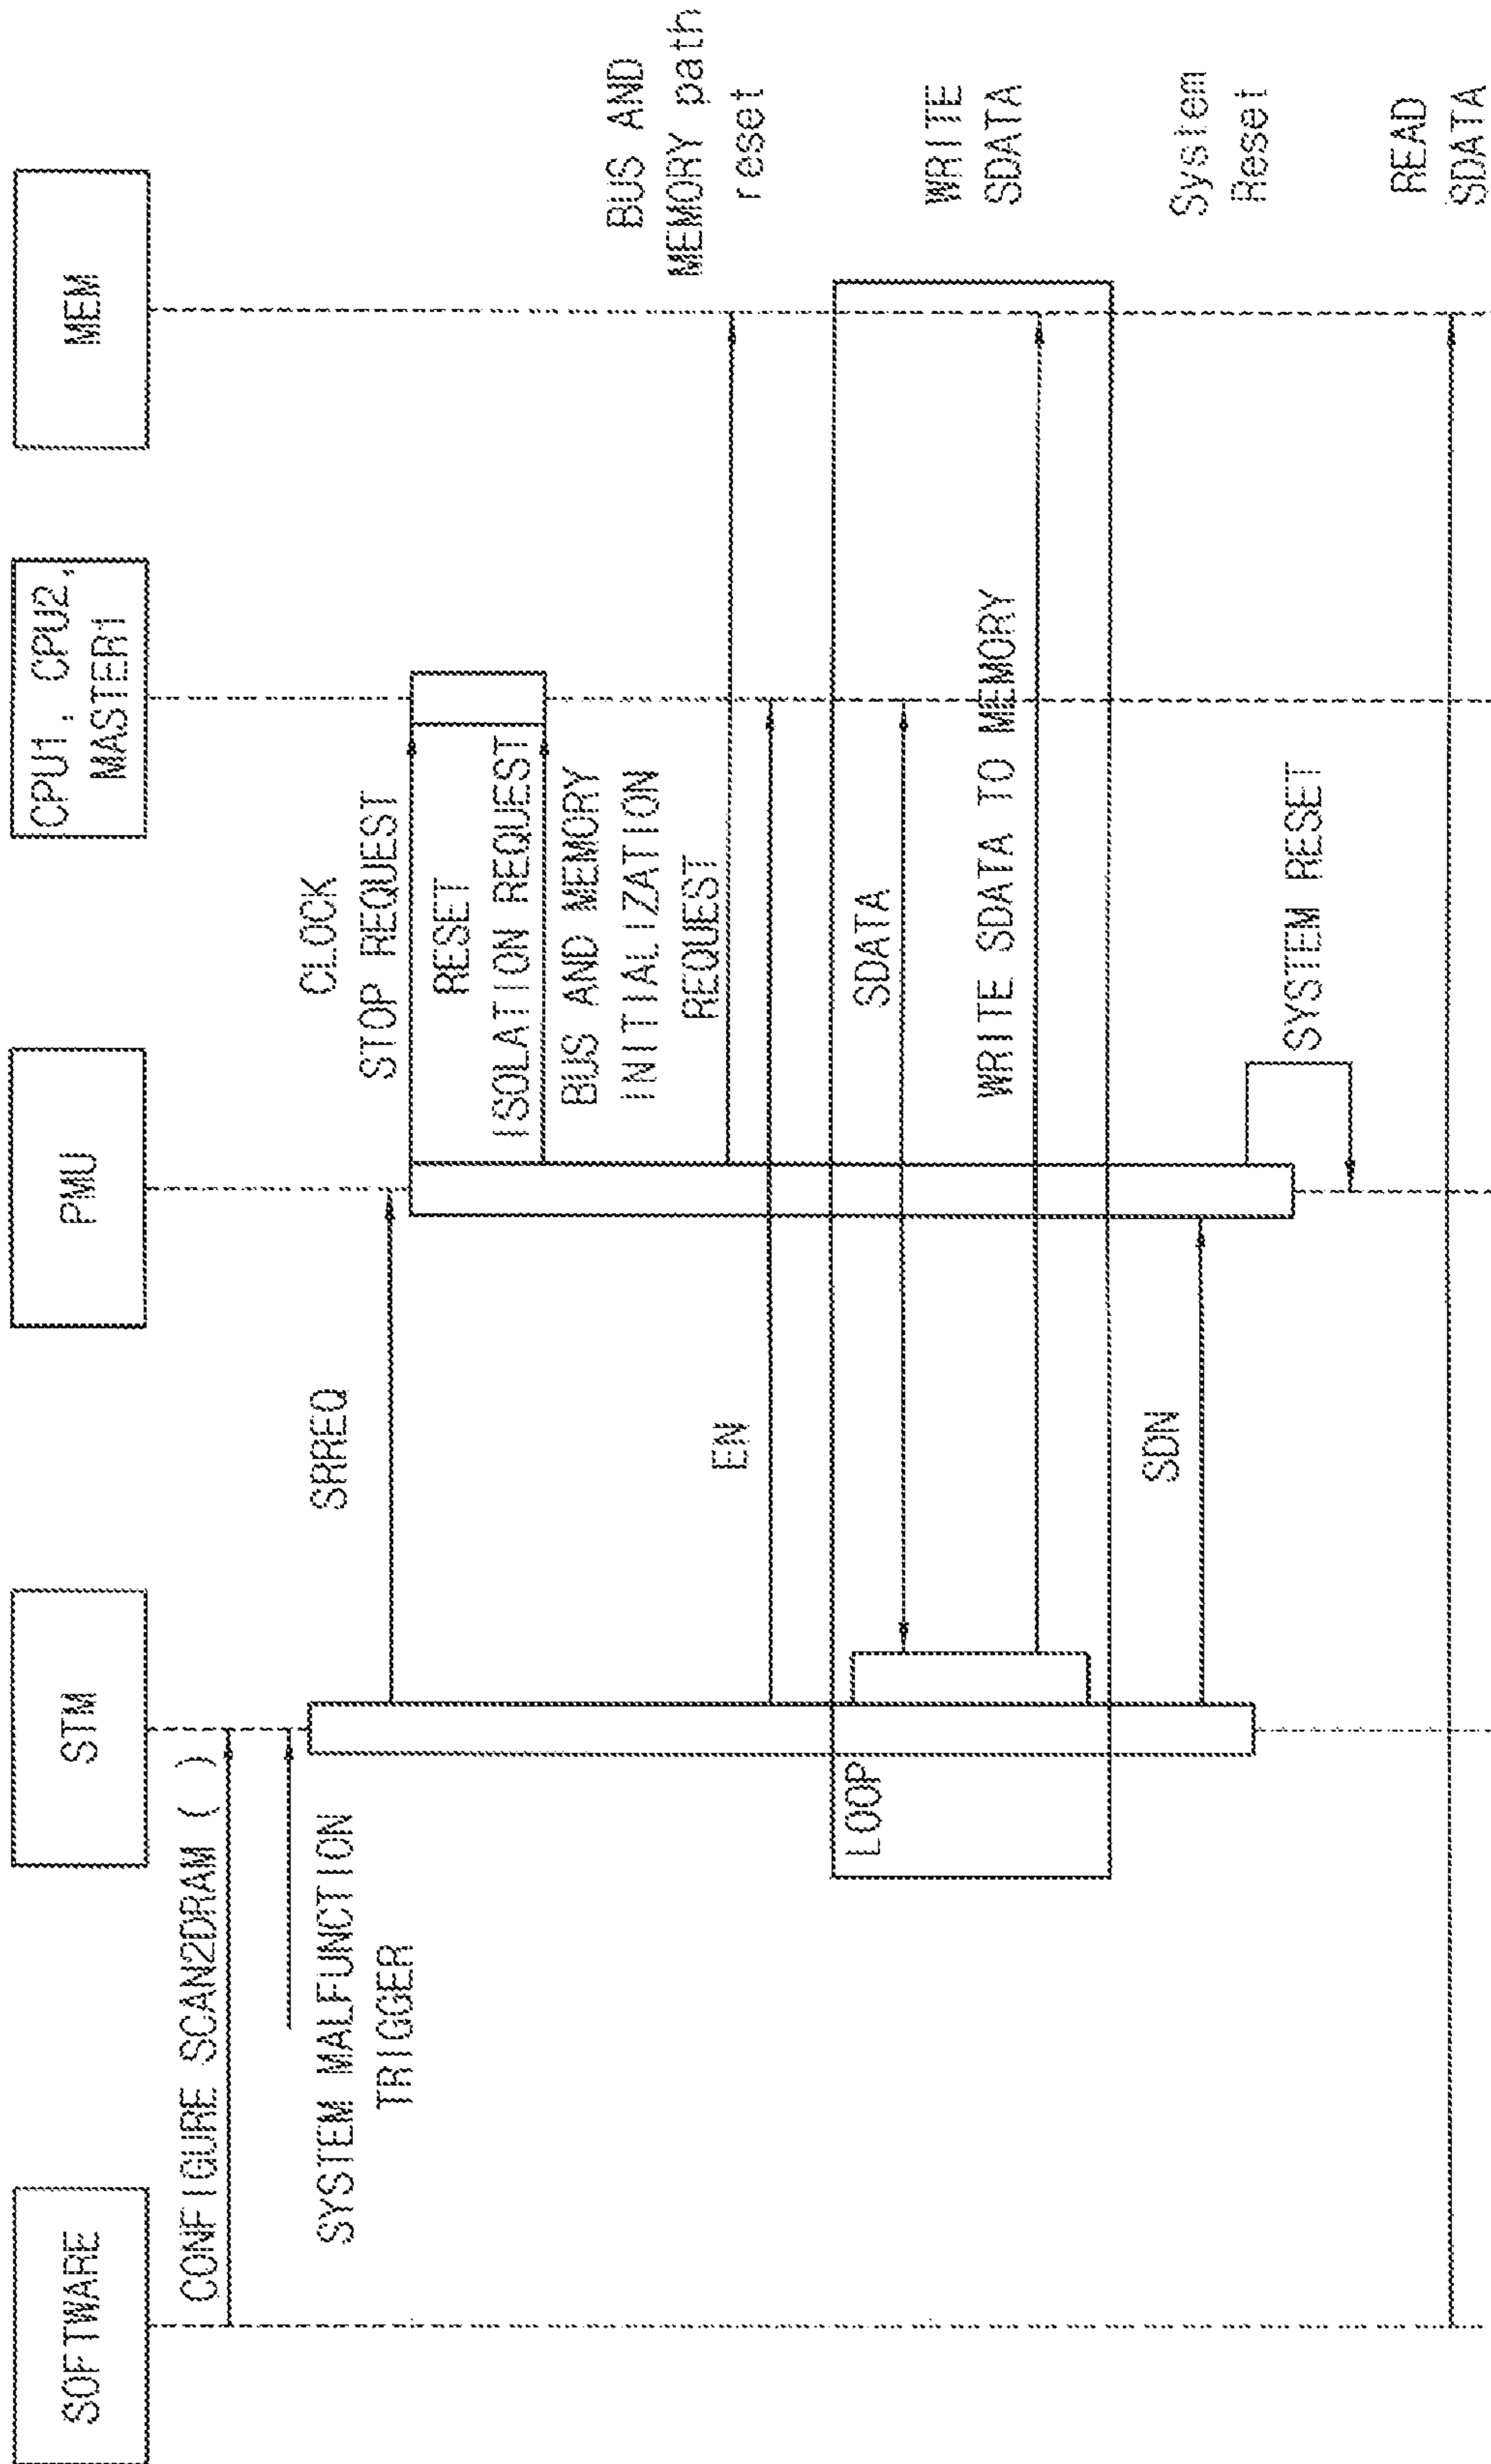 SOFTWARE
STM
PMU
CPU1, CPU2,
MASTER1
MEM
CONFIGURE SCAN2DRAM ( )
SYSTEM MALFUNCTION
TRIGGER
SRREQ
CLOCK
STOP REQUEST
RESET
ISOLATION REQUEST
BUS AND MEMORY
INITIALIZATION
REQUEST
BUS AND
MEMORY path
reset
EN
LOOP
SDATA
WRITE SDATA TO MEMORY
WRITE
SDATA
SDN
SYSTEM RESET
System
Reset
READ
SDATA